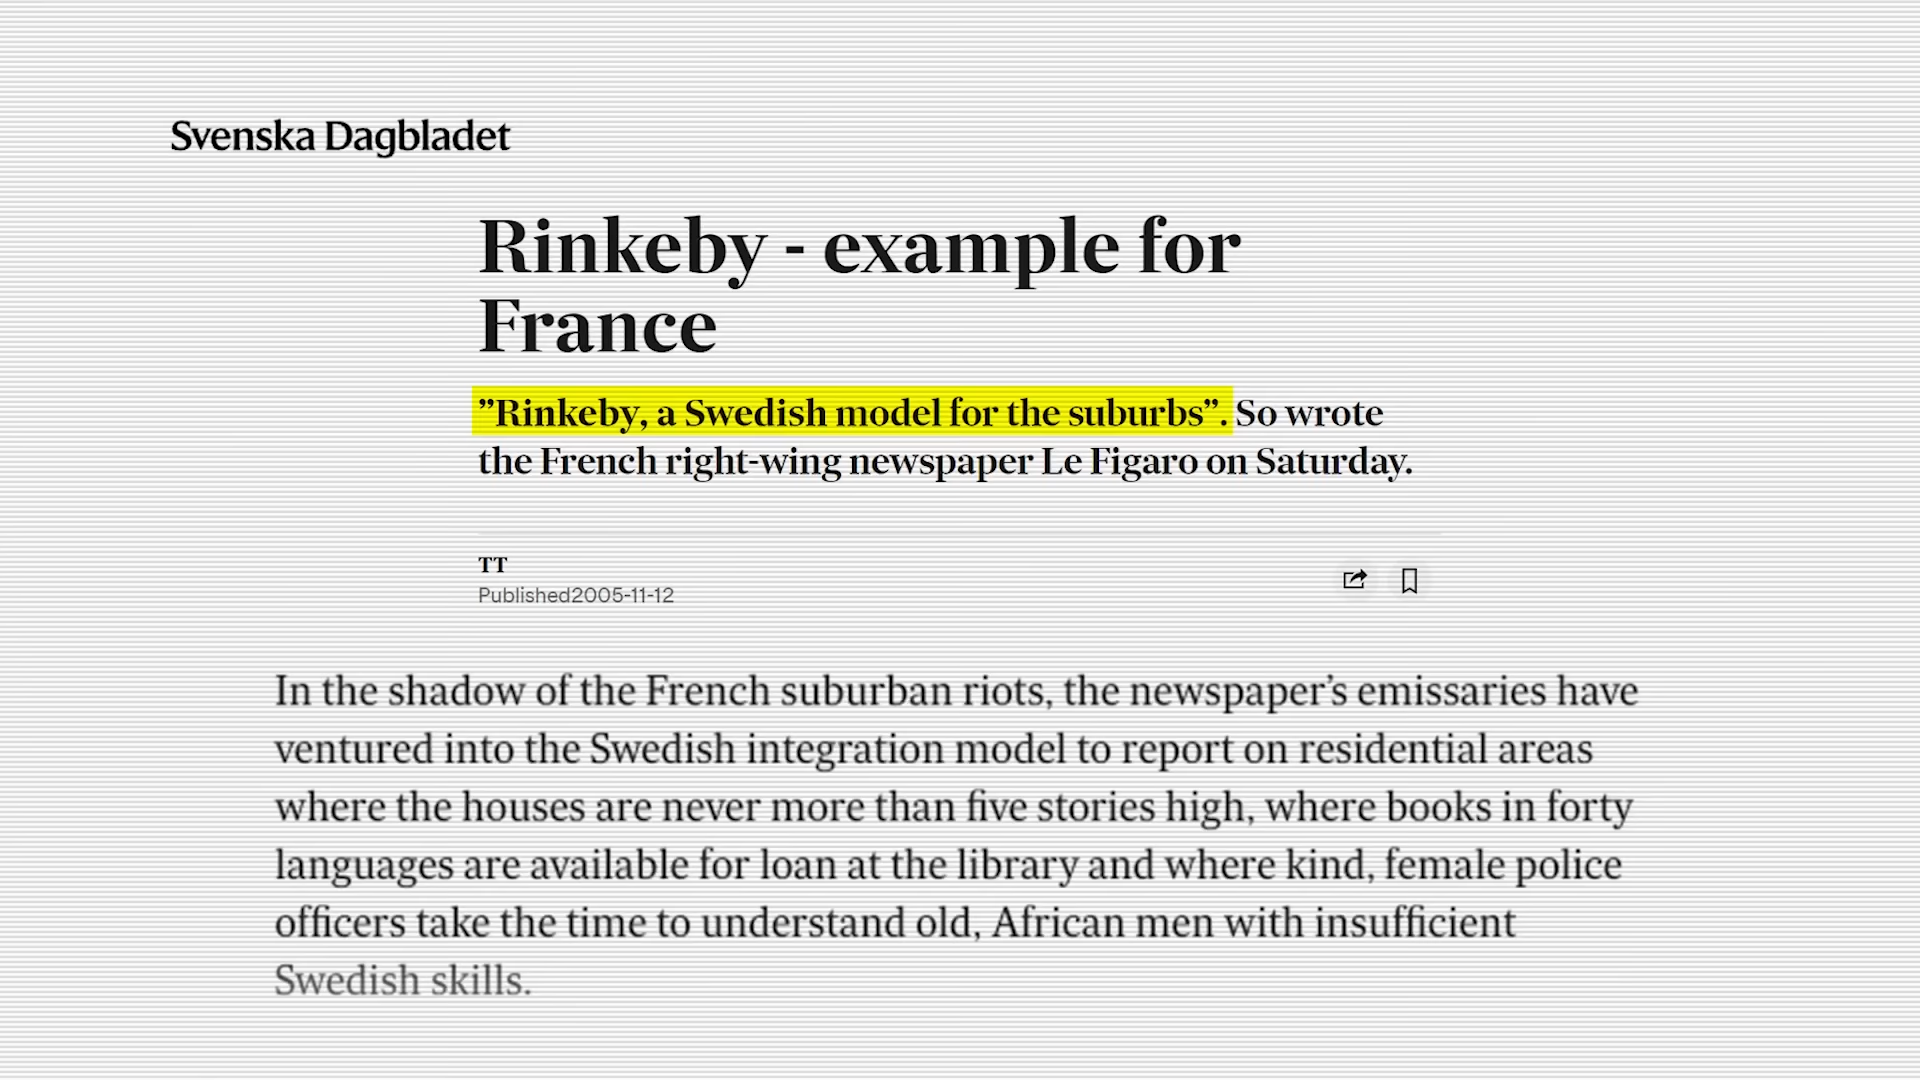 Svenska Dagbladet
Rinkeby - example for
France
”Rinkeby, a Swedish model for the suburbs”. So wrote
the French right-wing newspaper Le Figaro on Saturday.
TT
Published2005-11-12
In the shadow of the French suburban riots, the newspaper’s emissaries have
ventured into the Swedish integration model to report on residential areas
where the houses are never more than five stories high, where books in forty
languages are available for loan at the library and where kind, female police
officers take the time to understand old, African men with insufficient
Swedish skills.